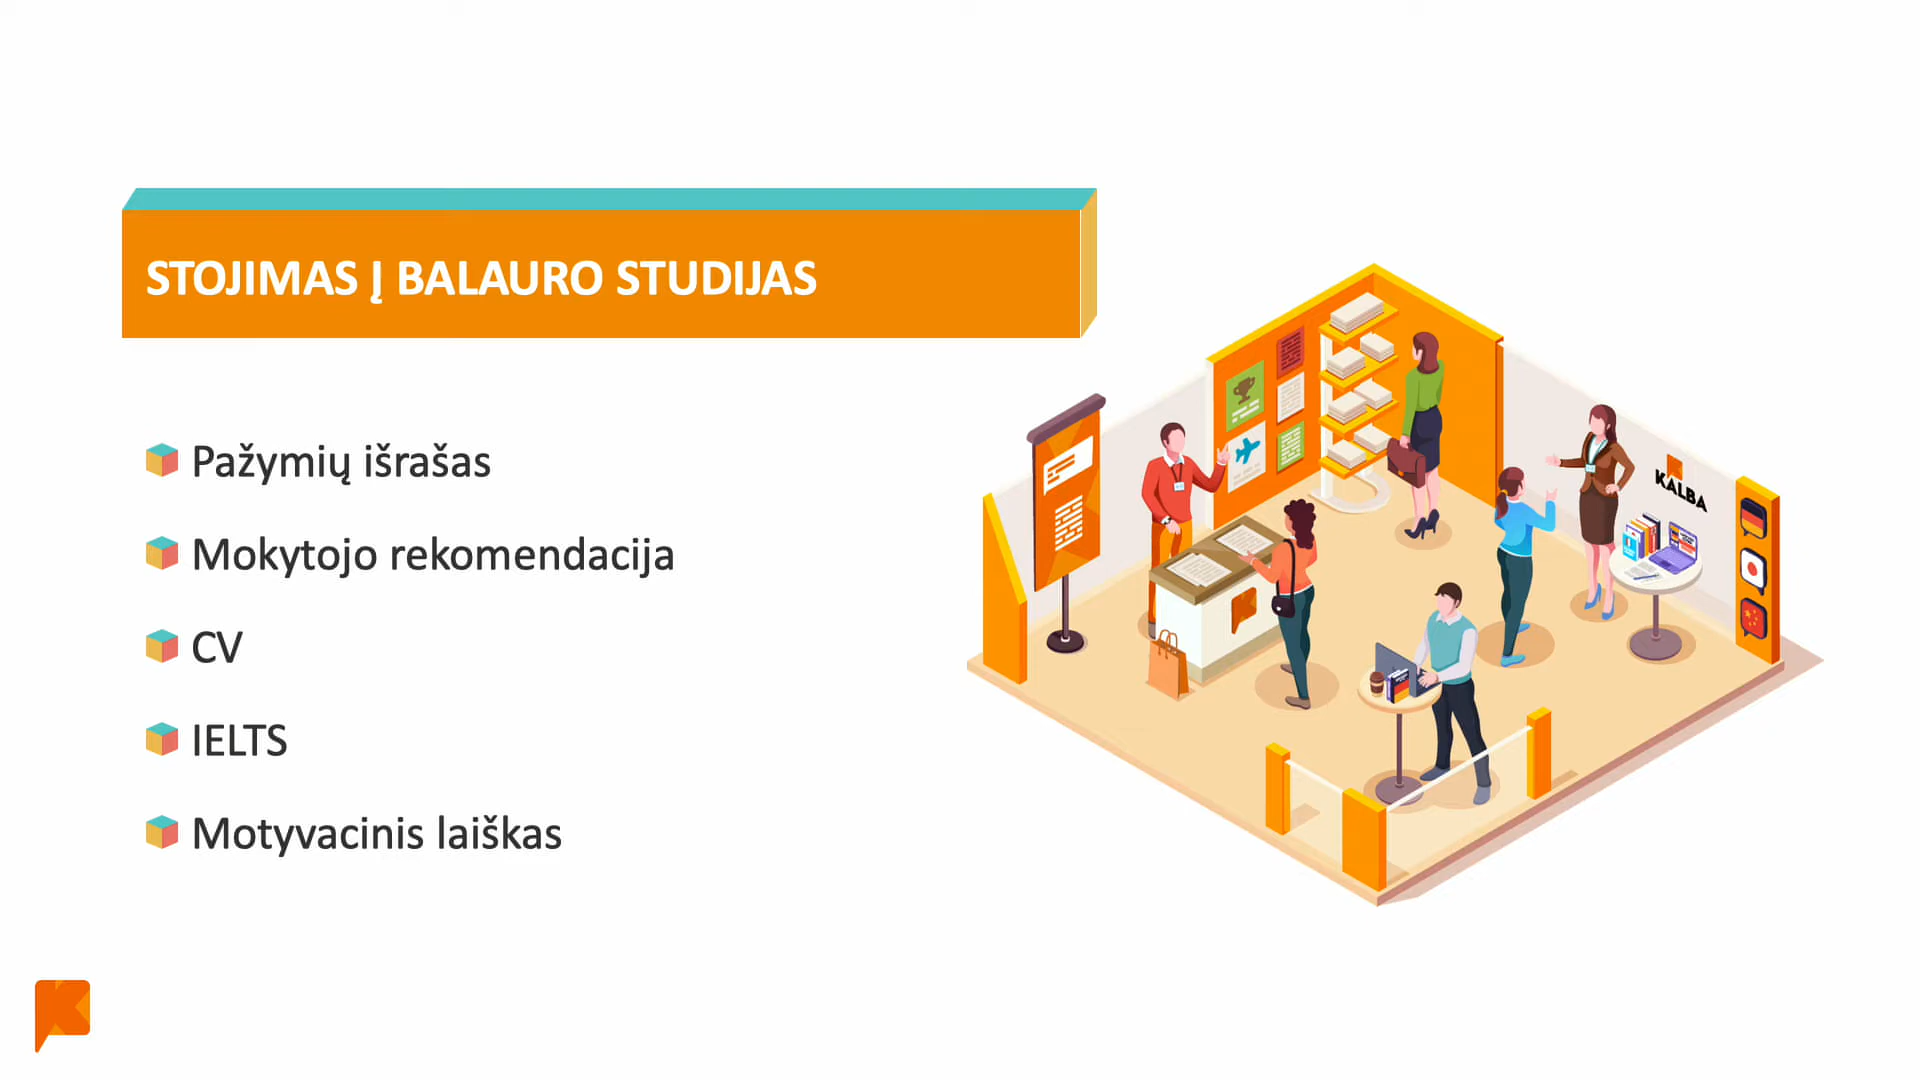 STOJIMAS Į BALAURO STUDIJAS
Pažymių išrašas
Mokytojo rekomendacija
CV
IELTS
Motyvacinis laiškas
KALBA